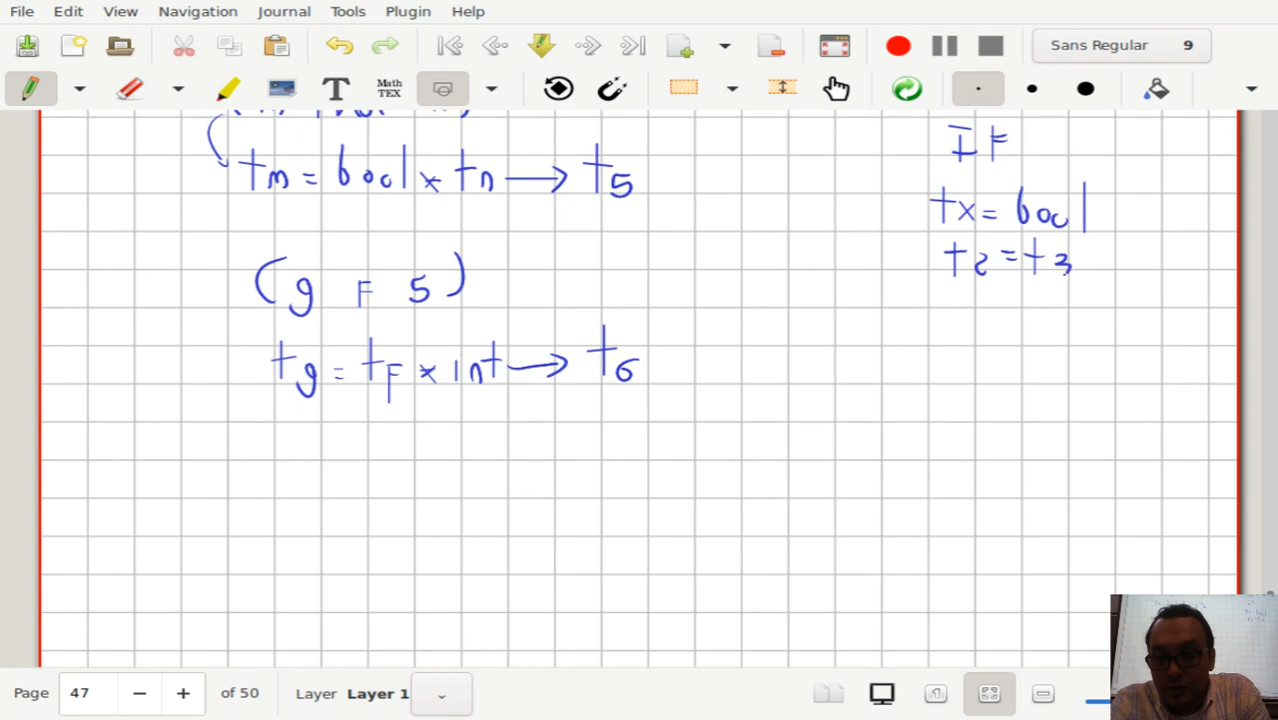 File Edit View Navigation Journal Tools Plugin Help
Sans Regular 9
T Math TEX
IF
tm = bool * tn → t5
tx = bool
t2 = t3
(g F 5)
tg = tF * int → t6
Page 47 − + of 50 Layer Layer 1